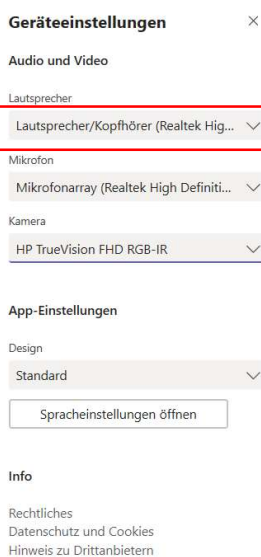 Geräteeinstellungen
Audio und Video
Lautsprecher
Lautsprecher/Kopfhörer (Realtek Hig...
Mikrofon
Mikrofonarray (Realtek High Definiti...
Kamera
HP TrueVision FHD RGB-IR
App-Einstellungen
Design
Standard
Spracheinstellungen öffnen
Info
Rechtliches
Datenschutz und Cookies
Hinweis zu Drittanbietern